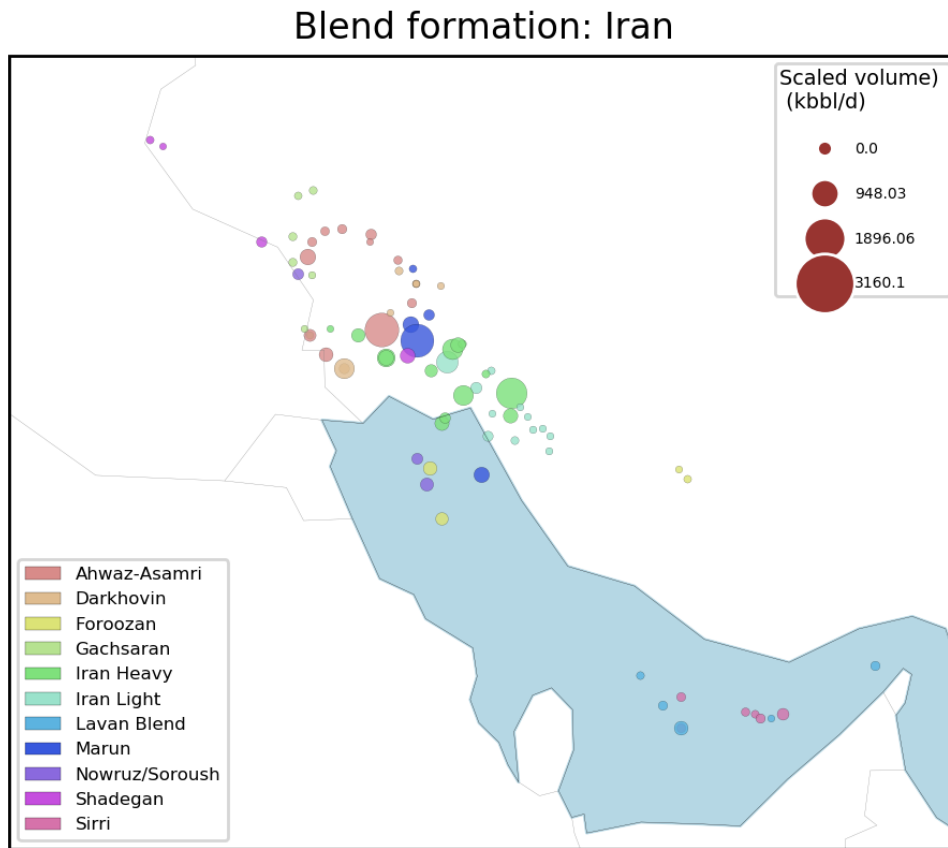 Blend formation: Iran
Scaled volume)
(kbbl/d)
0.0
948.03
1896.06
3160.1
Ahwaz-Asamri
Darkhovin
Foroozan
Gachsaran
Iran Heavy
Iran Light
Lavan Blend
Marun
Nowruz/Soroush
Shadegan
Sirri